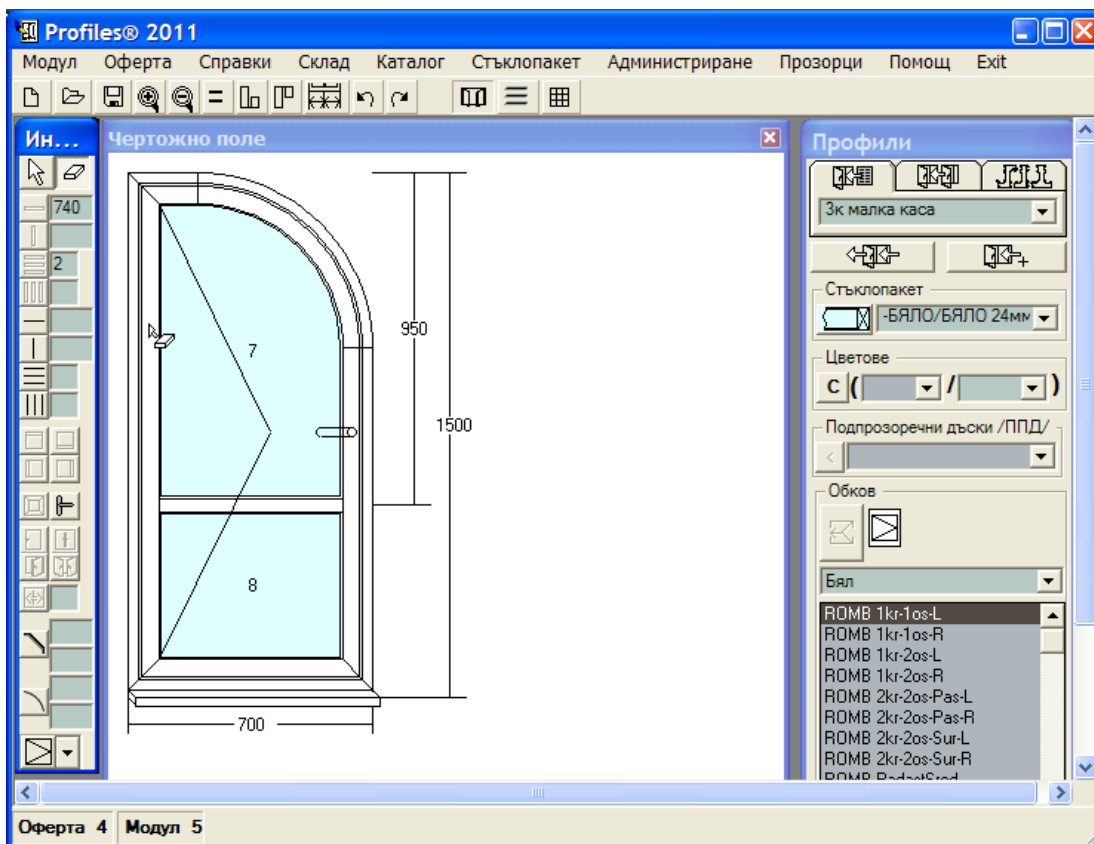 Profiles® 2011
Модул Оферта Справки Склад Каталог Стъклопакет Администриране Прозорци Помощ Exit
Ин...
740
2
Чертожно поле
7
8
950
1500
700
Профили
3к малка каса
Стъклопакет
-БЯЛО/БЯЛО 24мм
Цветове
C ( / )
Подпрозоречни дъски /ППД/
<
Обков
Бял
ROMB 1kr-1os-L
ROMB 1kr-1os-R
ROMB 1kr-2os-L
ROMB 1kr-2os-R
ROMB 2kr-2os-Pas-L
ROMB 2kr-2os-Pas-R
ROMB 2kr-2os-Sur-L
ROMB 2kr-2os-Sur-R
ROMB
Оферта 4 Модул 5